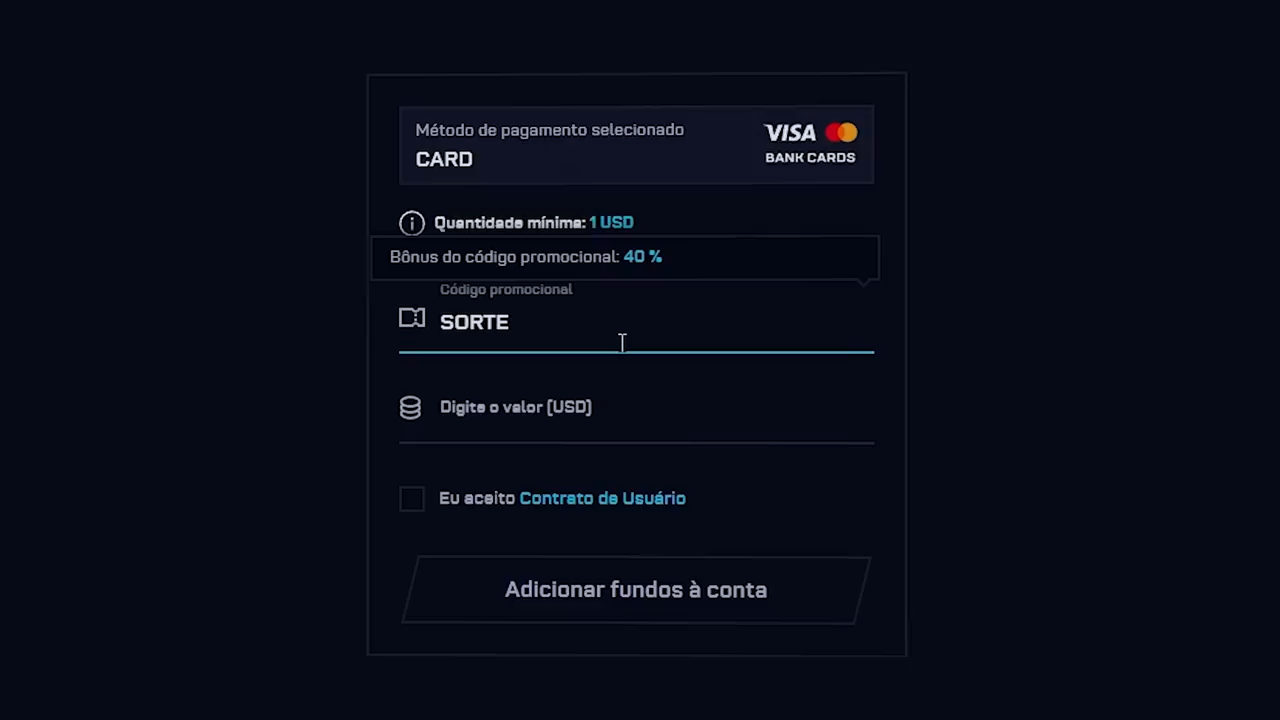 Método de pagamento selecionado
CARD
VISA
BANK CARDS
Quantidade mínima: 1 USD
Bônus do código promocional: 40 %
Código promocional
SORTE
Digite o valor (USD)
Eu aceito Contrato de Usuário
Adicionar fundos à conta